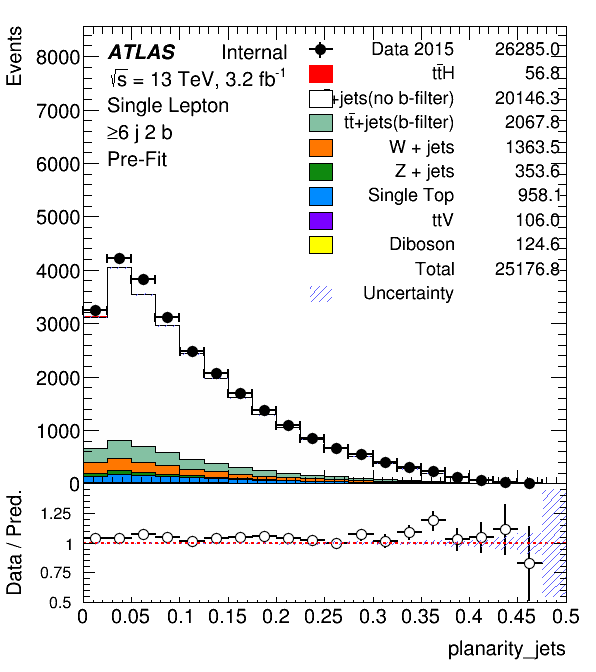 Events
8000
7000
6000
5000
4000
3000
2000
1000
0
ATLAS Internal
√s = 13 TeV, 3.2 fb-1
Single Lepton
≥6 j 2 b
Pre-Fit
Data 2015 26285.0
tt̄H 56.8
+jets(no b-filter) 20146.3
tt̄+jets(b-filter) 2067.8
W + jets 1363.5
Z + jets 353.6
Single Top 958.1
ttV 106.0
Diboson 124.6
Total 25176.8
Uncertainty
Data / Pred.
1.25
1
0.75
0.5
0 0.05 0.1 0.15 0.2 0.25 0.3 0.35 0.4 0.45 0.5
planarity_jets